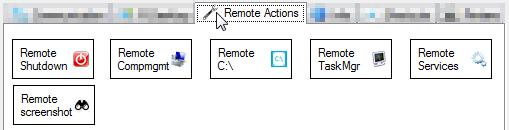 Remote Actions
Remote
Shutdown
Remote
Compmgmt
Remote
C:\
C:\
Remote
TaskMgr
Remote
Services
Remote
screenshot